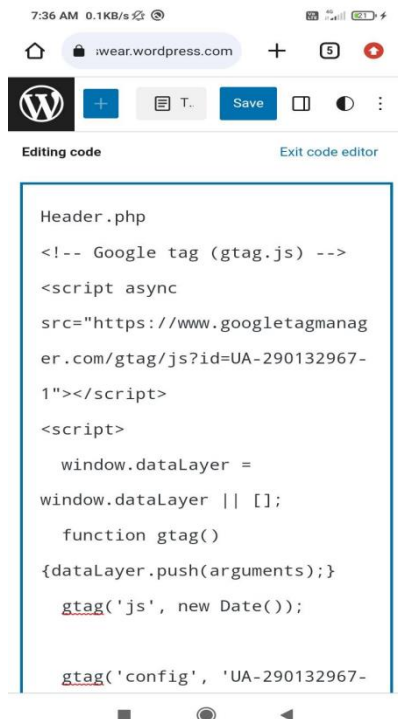 7:36 AM 0.1KB/s
21
:wear.wordpress.com + 5
+ T.. Save
Editing code Exit code editor
Header.php
<!-- Google tag (gtag.js) -->
<script async
src="https://www.googletagmanag
er.com/gtag/js?id=UA-290132967-
1"></script>
<script>
window.dataLayer =
window.dataLayer || [];
function gtag()
{dataLayer.push(arguments);}
gtag('js', new Date());
gtag('config', 'UA-290132967-